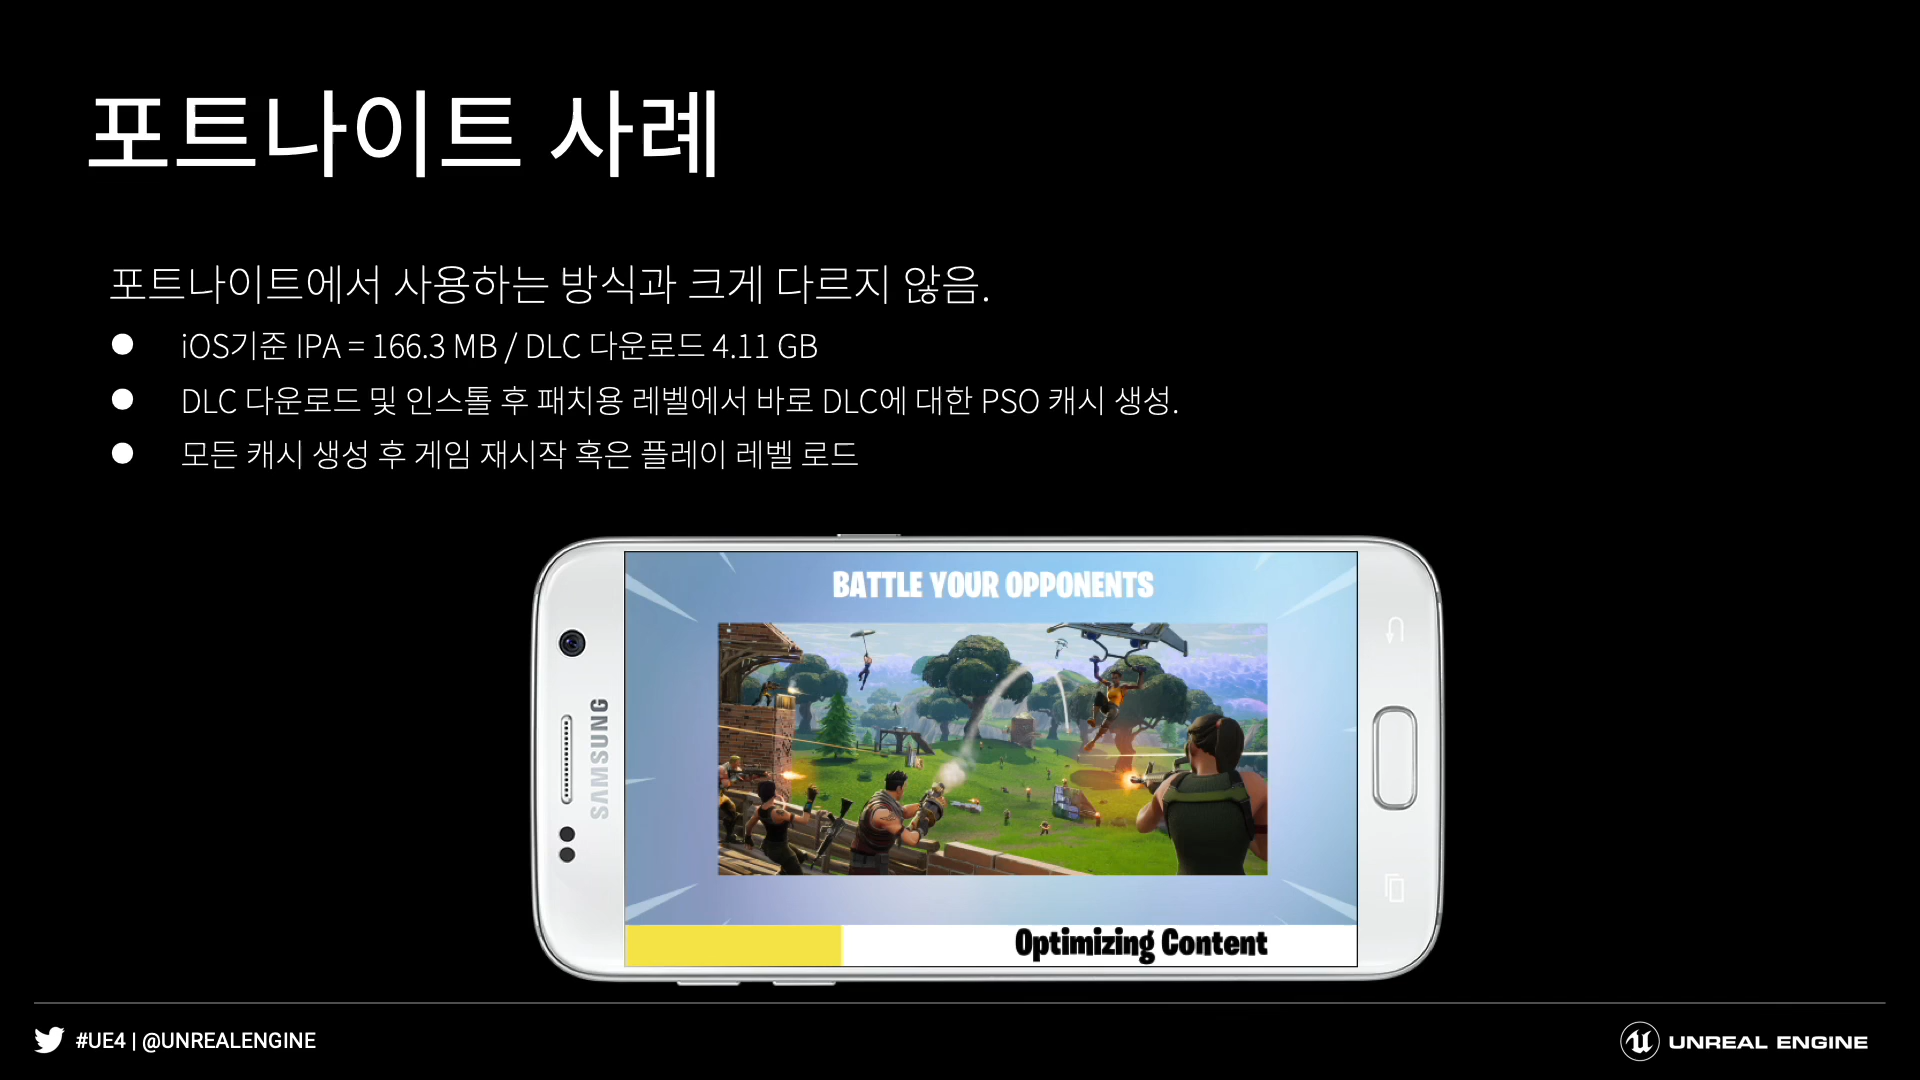 포트나이트 사례
포트나이트에서 사용하는 방식과 크게 다르지 않음.
● iOS기준 IPA = 166.3 MB / DLC 다운로드 4.11 GB
● DLC 다운로드 및 인스톨 후 패치용 레벨에서 바로 DLC에 대한 PSO 캐시 생성.
● 모든 캐시 생성 후 게임 재시작 혹은 플레이 레벨 로드
BATTLE YOUR OPPONENTS
SAMSUNG
Optimizing Content
#UE4 | @UNREALENGINE
UNREAL ENGINE